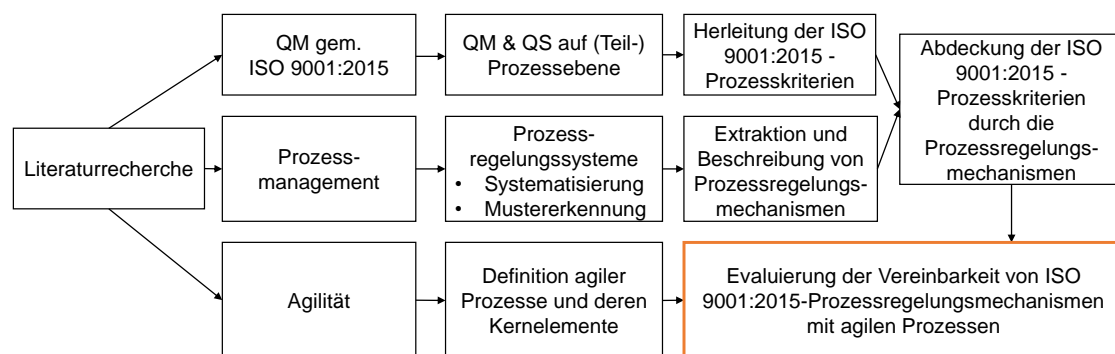 Literaturrecherche
QM gem.
ISO 9001:2015
QM & QS auf (Teil-)
Prozessebene
Herleitung der ISO
9001:2015 -
Prozesskriterien
Abdeckung der ISO
9001:2015 -
Prozesskriterien
durch die
Prozessregelungs-
mechanismen
Prozess-
management
Prozess-
regelungssysteme
• Systematisierung
• Mustererkennung
Extraktion und
Beschreibung von
Prozessregelungs-
mechanismen
Agilität
Definition agiler
Prozesse und deren
Kernelemente
Evaluierung der Vereinbarkeit von ISO
9001:2015-Prozessregelungsmechanismen
mit agilen Prozessen